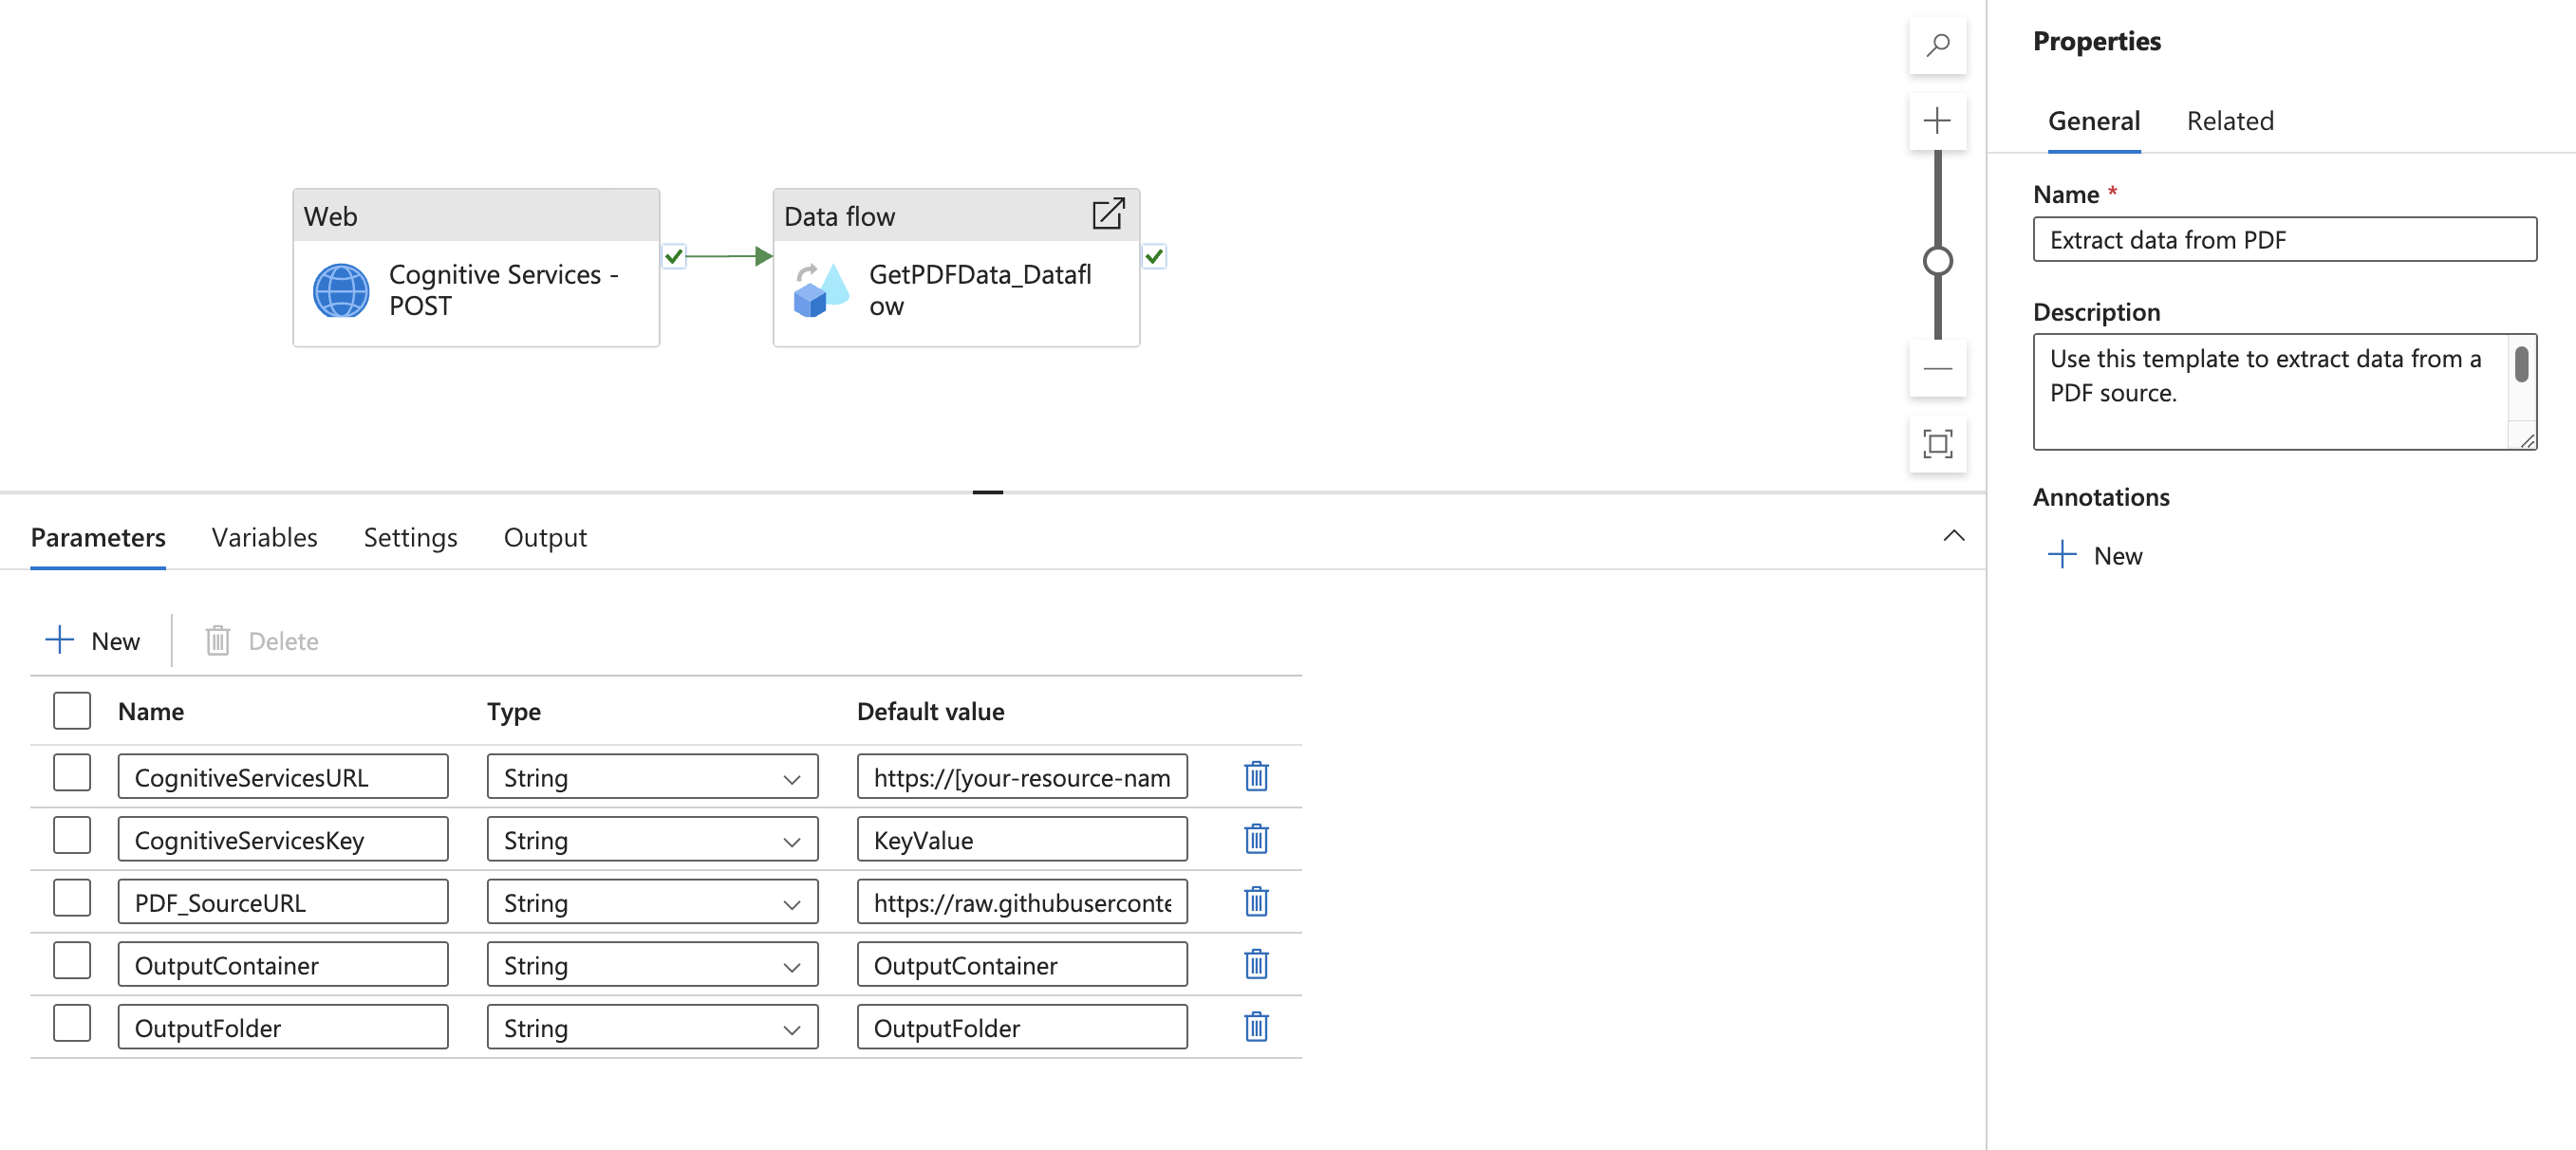 Web
Cognitive Services -
POST
Data flow
GetPDFData_Datafl
ow
Parameters
Variables
Settings
Output
New
Delete
Name
Type
Default value
CognitiveServicesURL
String
https://[your-resource-nam
CognitiveServicesKey
String
KeyValue
PDF_SourceURL
String
https://raw.githubuserconte
OutputContainer
String
OutputContainer
OutputFolder
String
OutputFolder
Properties
General
Related
Name *
Extract data from PDF
Description
Use this template to extract data from a
PDF source.
Annotations
New